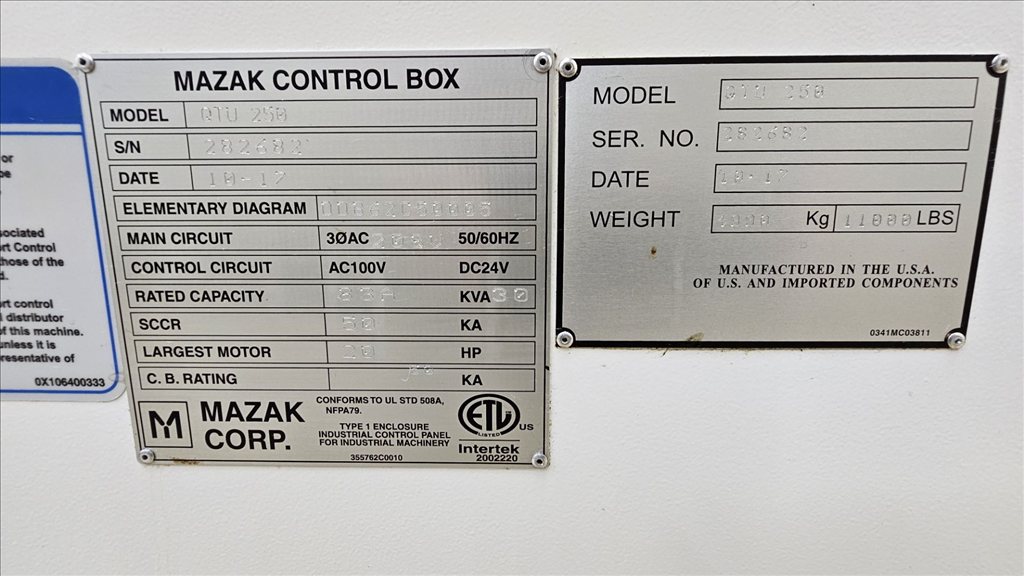 or
be
sociated
rt Control
hose of the
d.
rt control
l distributor
of this machine.
unless it is
resentative of
0X106400333
MAZAK CONTROL BOX
MODEL QTU 250
S/N 282682
DATE 10-17
ELEMENTARY DIAGRAM
MAIN CIRCUIT 3ØAC 50/60HZ
CONTROL CIRCUIT AC100V DC24V
RATED CAPACITY 83A KVA 30
SCCR 50 KA
LARGEST MOTOR 20 HP
C. B. RATING KA
M MAZAK
CORP.
CONFORMS TO UL STD 508A,
NFPA79.
TYPE 1 ENCLOSURE
INDUSTRIAL CONTROL PANEL
FOR INDUSTRIAL MACHINERY
355762C0010
ETL
LISTED
US
Intertek
2002220
MODEL QTU 250
SER. NO. 282682
DATE 10-17
WEIGHT Kg 11000 LBS
MANUFACTURED IN THE U.S.A.
OF U.S. AND IMPORTED COMPONENTS
0341MC03811